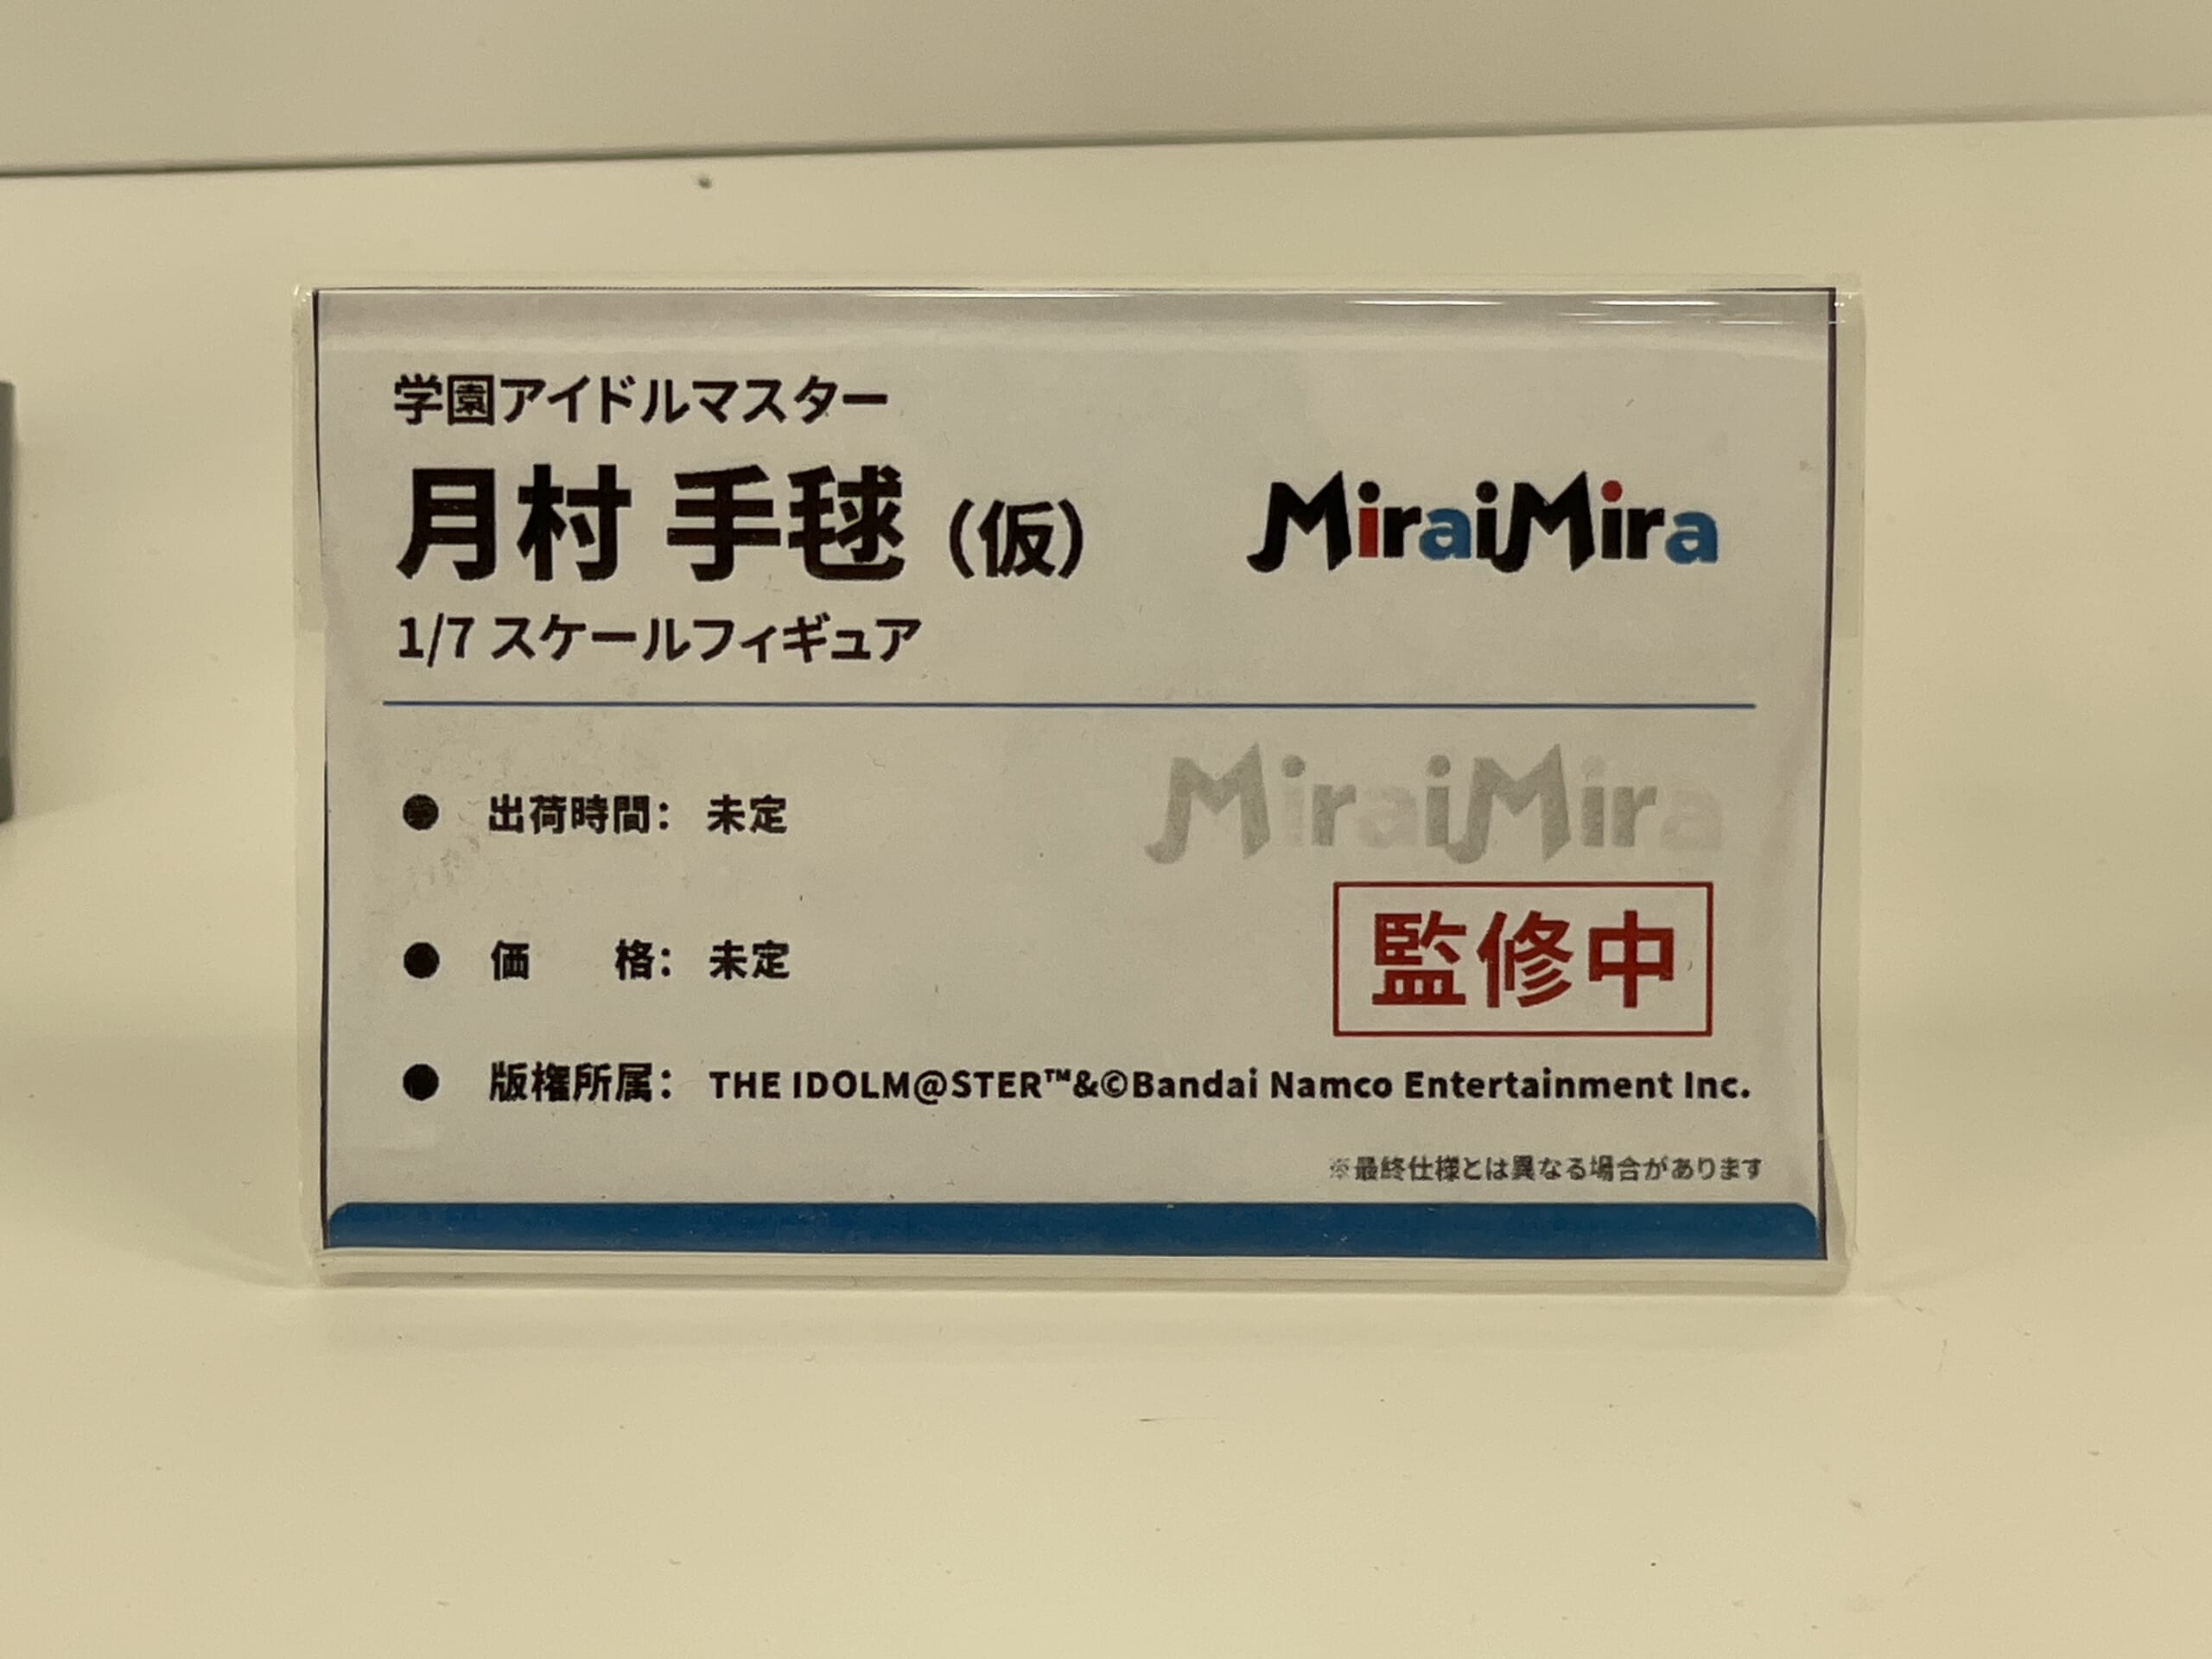 学園アイドルマスター
月村 手毬（仮）
MiraiMira
1/7 スケールフィギュア
MiraiMira
● 出荷時間： 未定
● 価　　格： 未定
監修中
● 版権所属： THE IDOLM@STER™&©Bandai Namco Entertainment Inc.
※最終仕様とは異なる場合があります